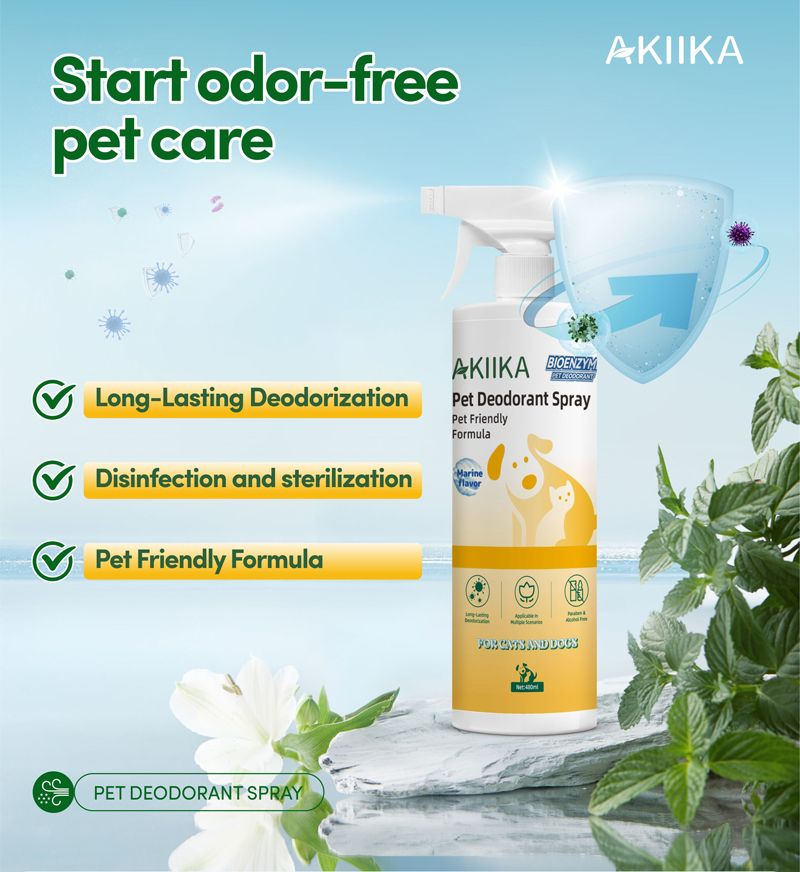 AKIIKA
Start odor-free
pet care
AKIIKA
BIOENZYM
PET DEODORANT
Pet Deodorant Spray
Pet Friendly
Formula
Marine
flavor
Long-Lasting Deodorization
Disinfection and sterilization
Pet Friendly Formula
Long-Lasting
Deodorization
Applicable in
Multiple Scenarios
Paraben &
Alcohol Free
FOR CATS AND DOGS
Net:480ml
PET DEODORANT SPRAY